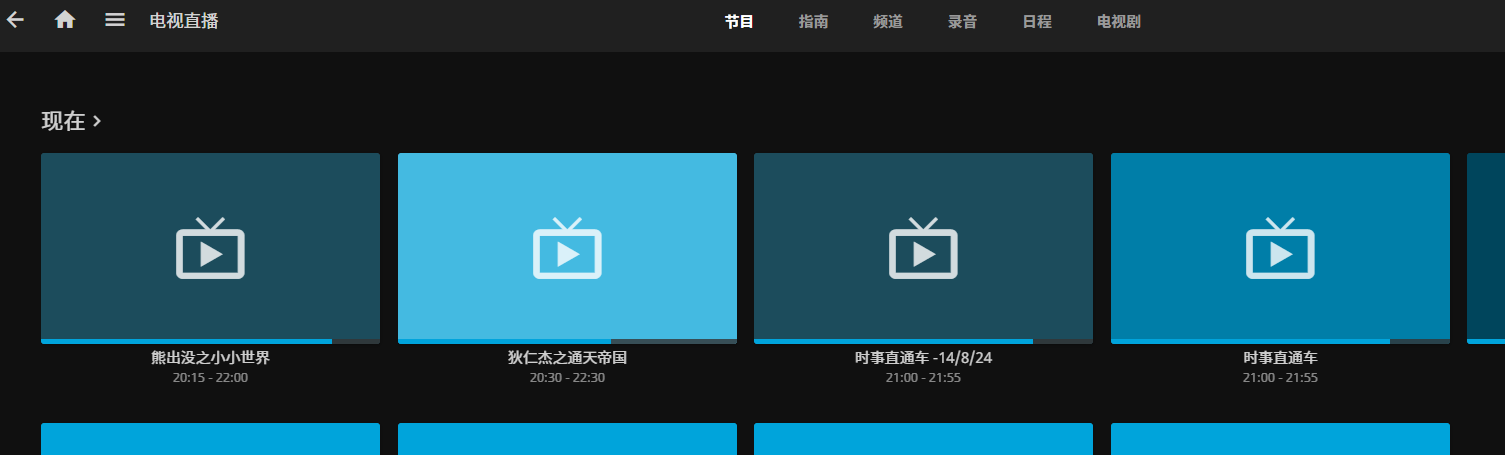 电视直播
节目
指南
频道
录音
日程
电视剧
现在
熊出没之小小世界
20:15 - 22:00
狄仁杰之通天帝国
20:30 - 22:30
时事直通车 -14/8/24
21:00 - 21:55
时事直通车
21:00 - 21:55